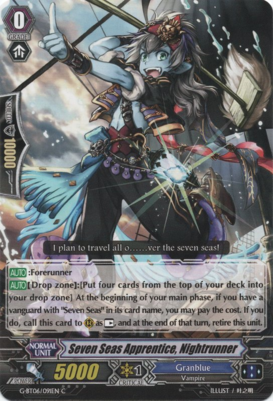 0
GRADE
10000
I plan to travel all o......ver the seven seas!
AUTO:Forerunner
AUTO [Drop zone]:[Put four cards from the top of your deck into
your drop zone] At the beginning of your main phase, if you have a
vanguard with "Seven Seas" in its card name, you may pay the cost. If you
do, call this card to as and at the end of that turn, retire this unit.
NORMAL
UNIT
Seven Seas Apprentice, Nightrunner
POWER
5000
1
CRITICAL
Granblue
Vampire
G-BT06/091EN C
ILLUST